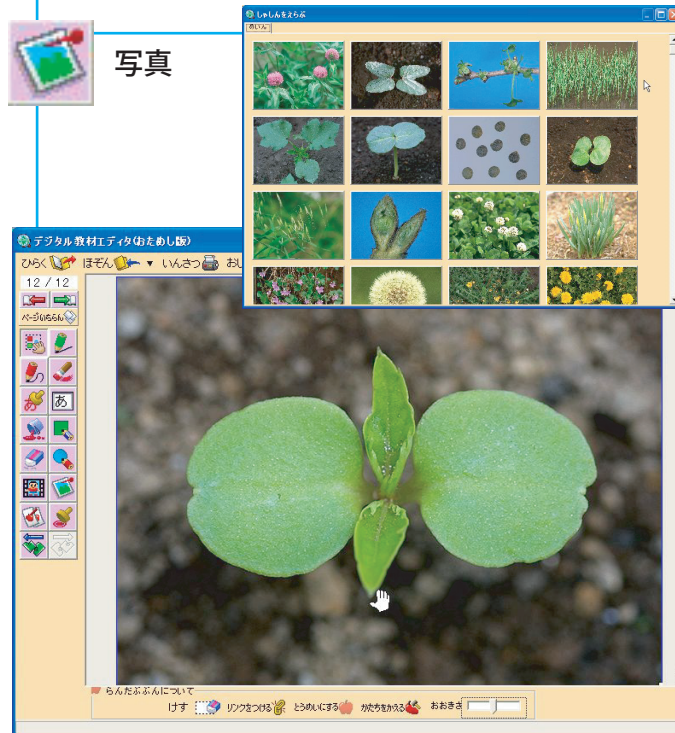 写真
しゃしんをえらぶ
めいん
デジタル教材エディタ(おためし版)
ひらく ほぞん ▼ いんさつ おし
12 / 12
ページいちらん
あ
えらんだぶぶんについて
けす リンクをつける とうめいにする かたちをかえる おおきさ